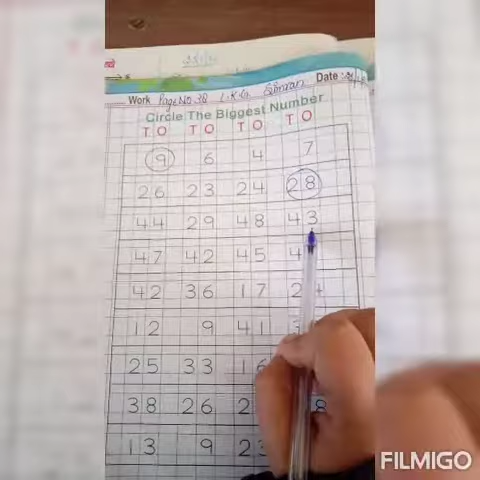 Work Page No 38 L.K.G. Simran Date
Circle The Biggest Number
T O T O T O T O
9 6 4 7
26 23 24 28
44 29 48 43
47 42 45
42 36 17
12 9 41
25 33
38 26
13 9
FILMIGO